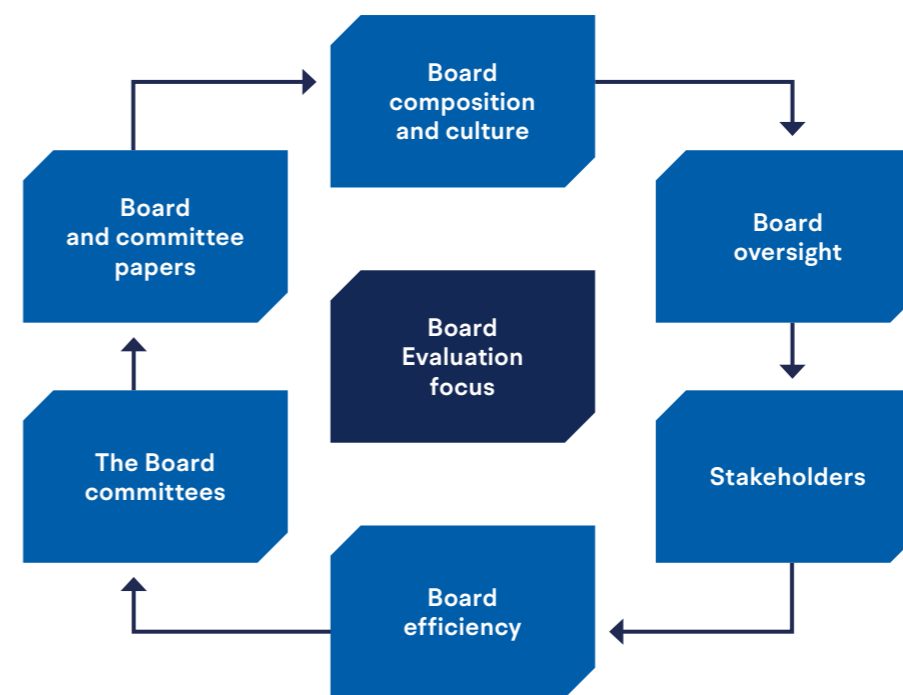 Board
composition
and culture
Board
oversight
Stakeholders
Board
efficiency
The Board
committees
Board
and committee
papers
Board
Evaluation
focus